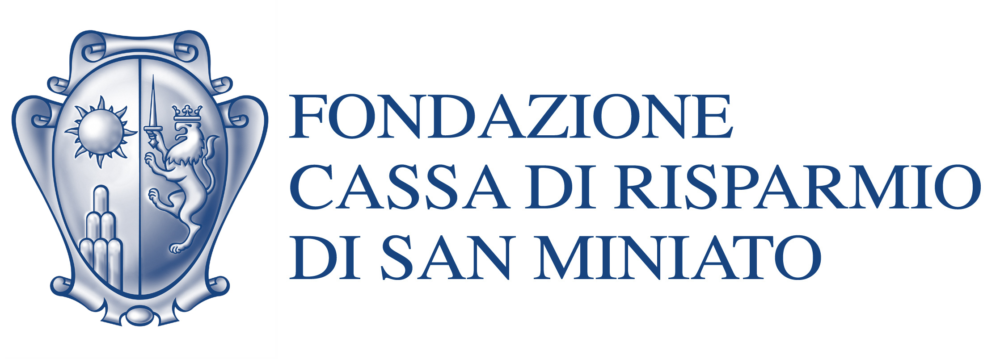 FONDAZIONE
CASSA DI RISPARMIO
DI SAN MINIATO